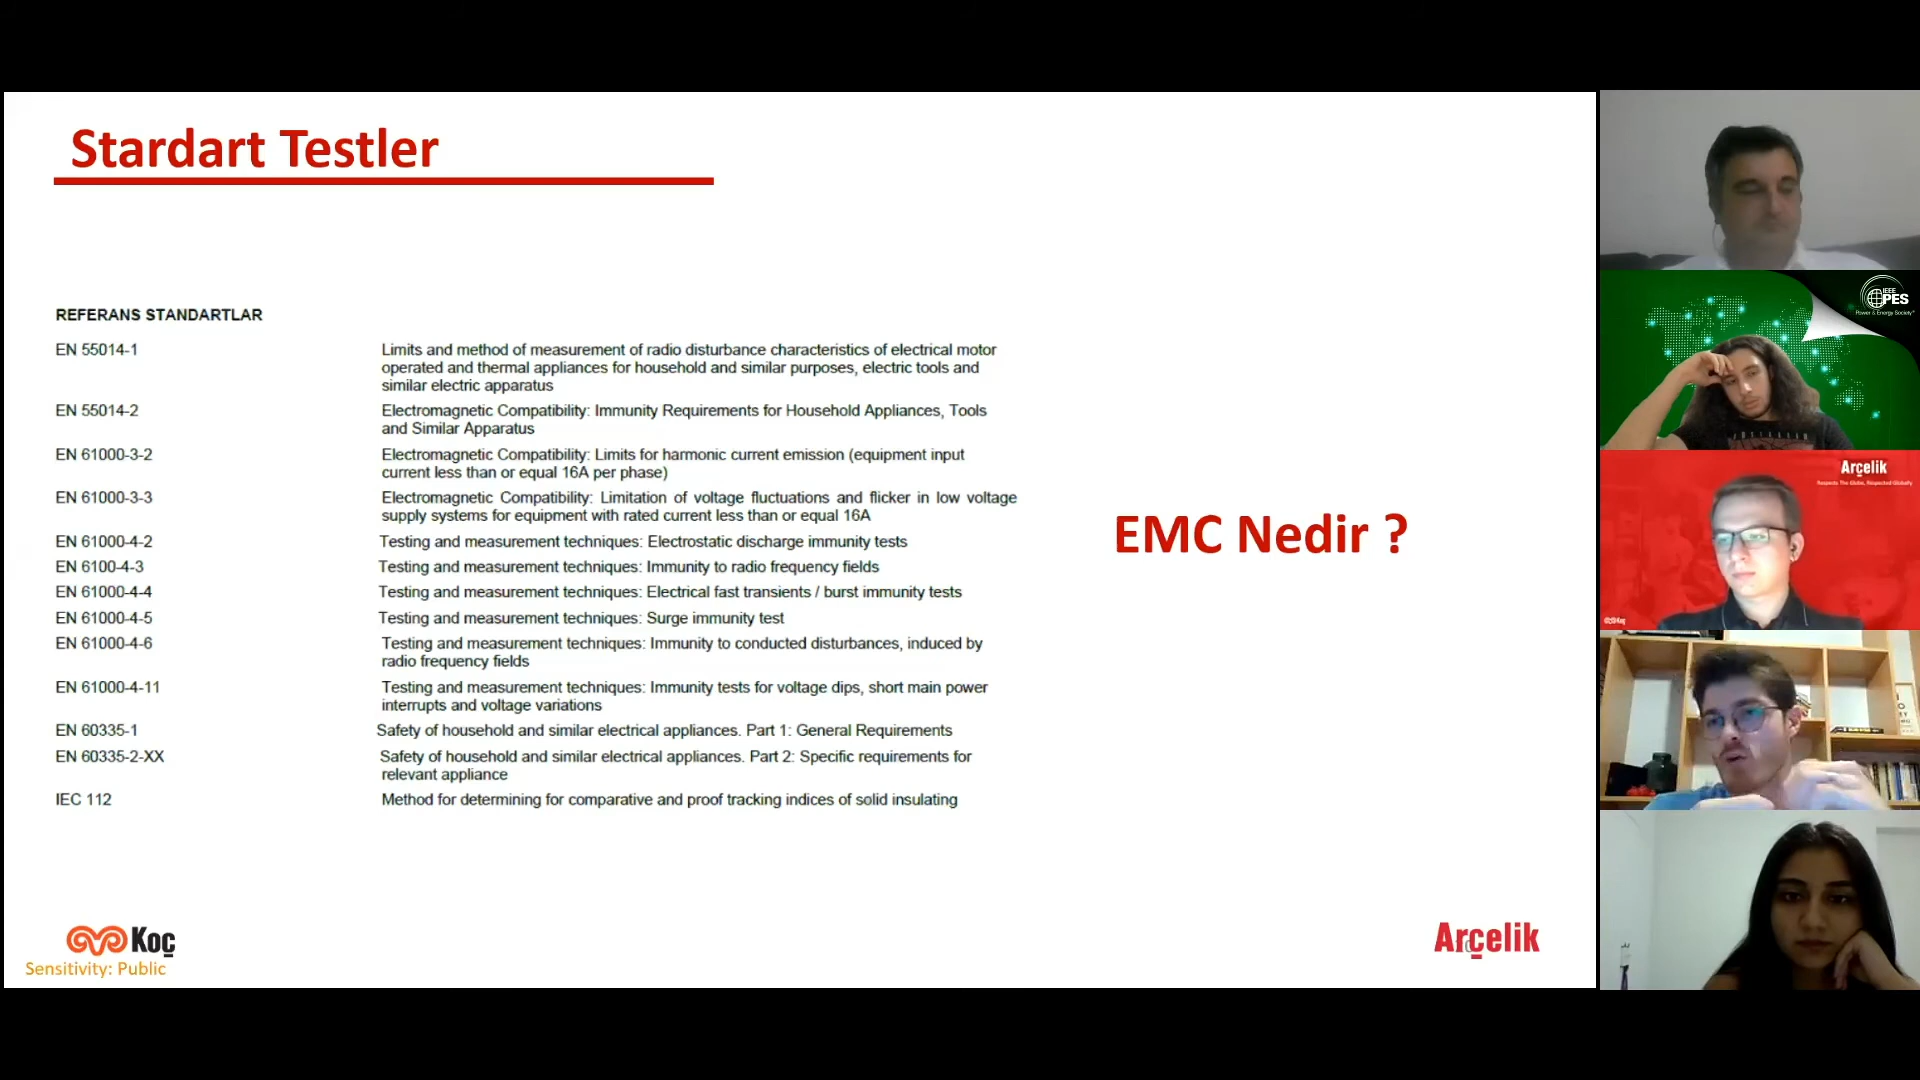 Stardart Testler
REFERANS STANDARTLAR
EN 55014-1
Limits and method of measurement of radio disturbance characteristics of electrical motor
operated and thermal appliances for household and similar purposes, electric tools and
similar electric apparatus
EN 55014-2
Electromagnetic Compatibility: Immunity Requirements for Household Appliances, Tools
and Similar Apparatus
EN 61000-3-2
Electromagnetic Compatibility: Limits for harmonic current emission (equipment input
current less than or equal 16A per phase)
EN 61000-3-3
Electromagnetic Compatibility: Limitation of voltage fluctuations and flicker in low voltage
supply systems for equipment with rated current less than or equal 16A
EN 61000-4-2
Testing and measurement techniques: Electrostatic discharge immunity tests
EN 6100-4-3
Testing and measurement techniques: Immunity to radio frequency fields
EN 61000-4-4
Testing and measurement techniques: Electrical fast transients / burst immunity tests
EN 61000-4-5
Testing and measurement techniques: Surge immunity test
EN 61000-4-6
Testing and measurement techniques: Immunity to conducted disturbances, induced by
radio frequency fields
EN 61000-4-11
Testing and measurement techniques: Immunity tests for voltage dips, short main power
interrupts and voltage variations
EN 60335-1
Safety of household and similar electrical appliances. Part 1: General Requirements
EN 60335-2-XX
Safety of household and similar electrical appliances. Part 2: Specific requirements for
relevant appliance
IEC 112
Method for determining for comparative and proof tracking indices of solid insulating
EMC Nedir ?
Koç
Sensitivity: Public
Arçelik
IEEE
PES
Power & Energy Society
Arçelik
Respects The Globe, Respected Globally